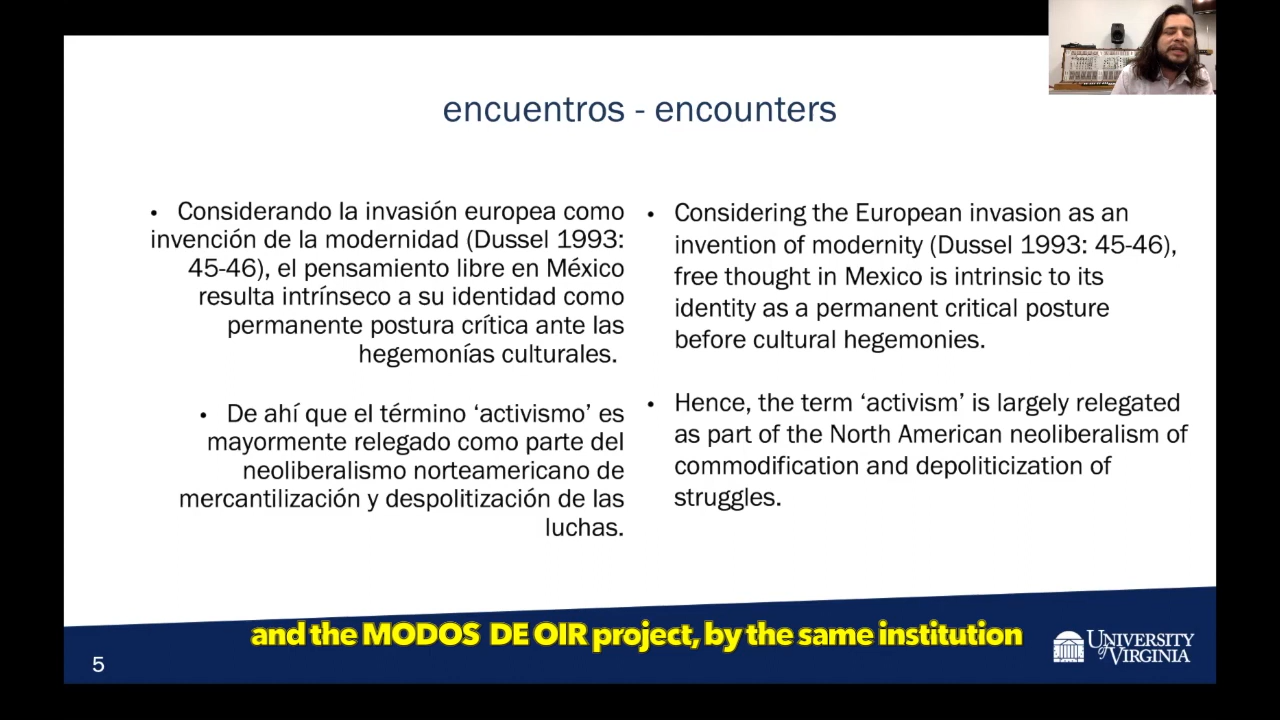 encuentros - encounters
• Considerando la invasión europea como
invención de la modernidad (Dussel 1993:
45-46), el pensamiento libre en México
resulta intrínseco a su identidad como
permanente postura crítica ante las
hegemonías culturales.
• De ahí que el término ‘activismo’ es
mayormente relegado como parte del
neoliberalismo norteamericano de
mercantilización y despolitización de las
luchas.
• Considering the European invasion as an
invention of modernity (Dussel 1993: 45-46),
free thought in Mexico is intrinsic to its
identity as a permanent critical posture
before cultural hegemonies.
• Hence, the term ‘activism’ is largely relegated
as part of the North American neoliberalism of
commodification and depoliticization of
struggles.
and the MODOS DE OIR project, by the same institution
5
UNIVERSITY
of VIRGINIA